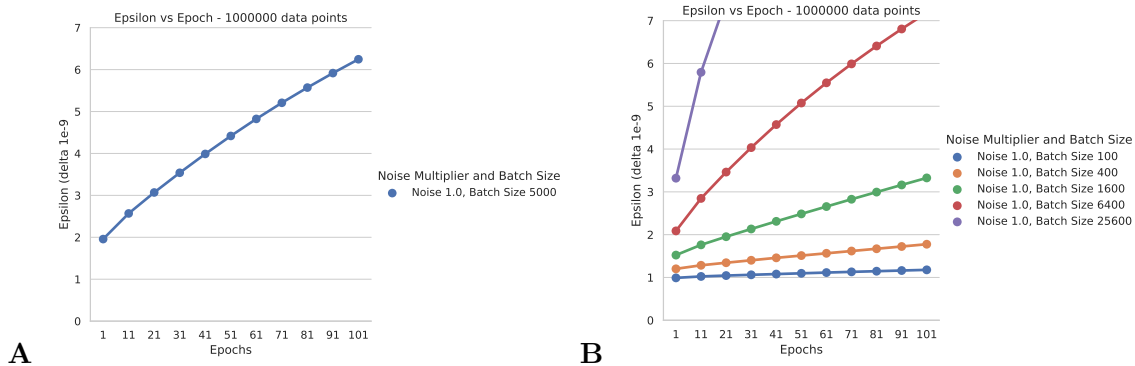 Epsilon vs Epoch - 1000000 data points
7
6
5
4
3
2
1
0
Epsilon (delta 1e-9
1 11 21 31 41 51 61 71 81 91 101
Epochs
Noise Multiplier and Batch Size
Noise 1.0, Batch Size 5000
A
Epsilon vs Epoch - 1000000 data points
7
6
5
4
3
2
1
0
Epsilon (delta 1e-9
1 11 21 31 41 51 61 71 81 91 101
Epochs
Noise Multiplier and Batch Size
Noise 1.0, Batch Size 100
Noise 1.0, Batch Size 400
Noise 1.0, Batch Size 1600
Noise 1.0, Batch Size 6400
Noise 1.0, Batch Size 25600
B